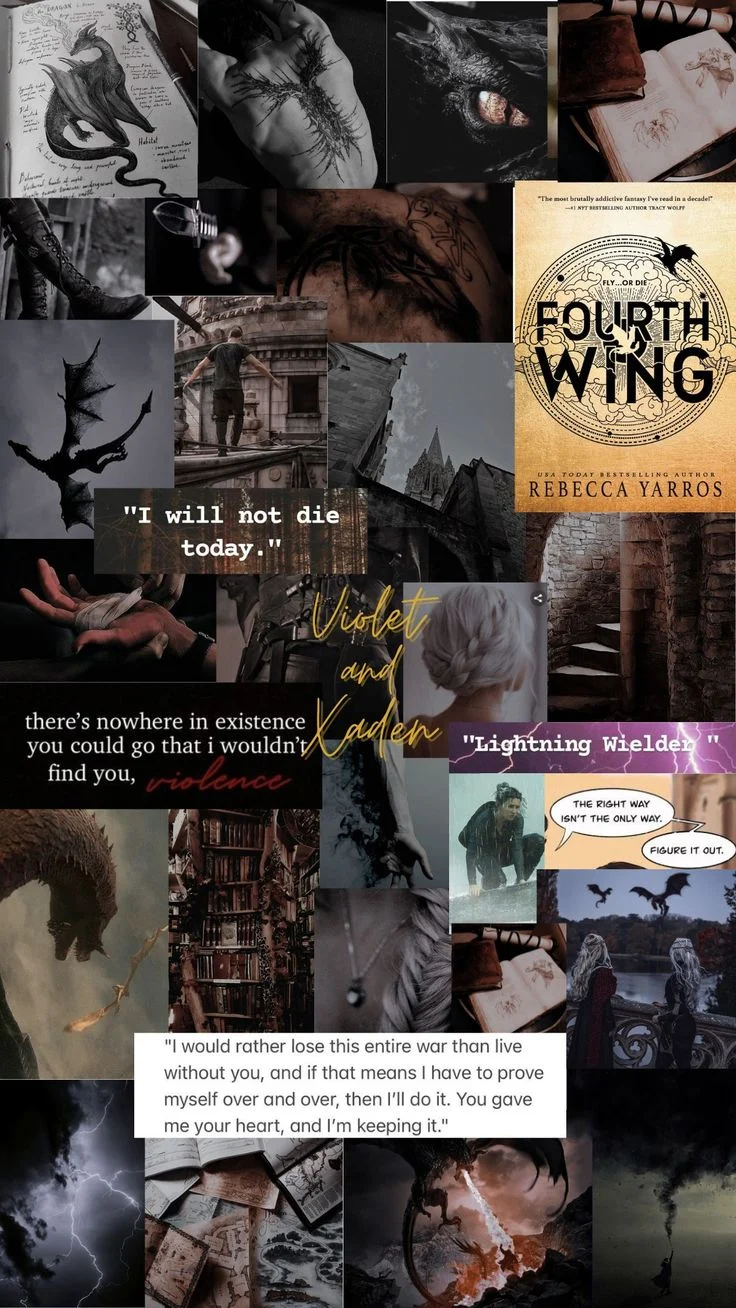 DRAGON
Habitat
"The most brutally addictive fantasy I've read in a decade!"
—#1 NYT BESTSELLING AUTHOR TRACY WOLFF
FLY...OR DIE
FOURTH
WING
USA TODAY BESTSELLING AUTHOR
REBECCA YARROS
"I will not die
today."
Violet
and
Xaden
there's nowhere in existence
you could go that i wouldn't
find you, violence
"Lightning Wielder "
THE RIGHT WAY
ISN'T THE ONLY WAY.
FIGURE IT OUT.
"I would rather lose this entire war than live
without you, and if that means I have to prove
myself over and over, then I'll do it. You gave
me your heart, and I'm keeping it."